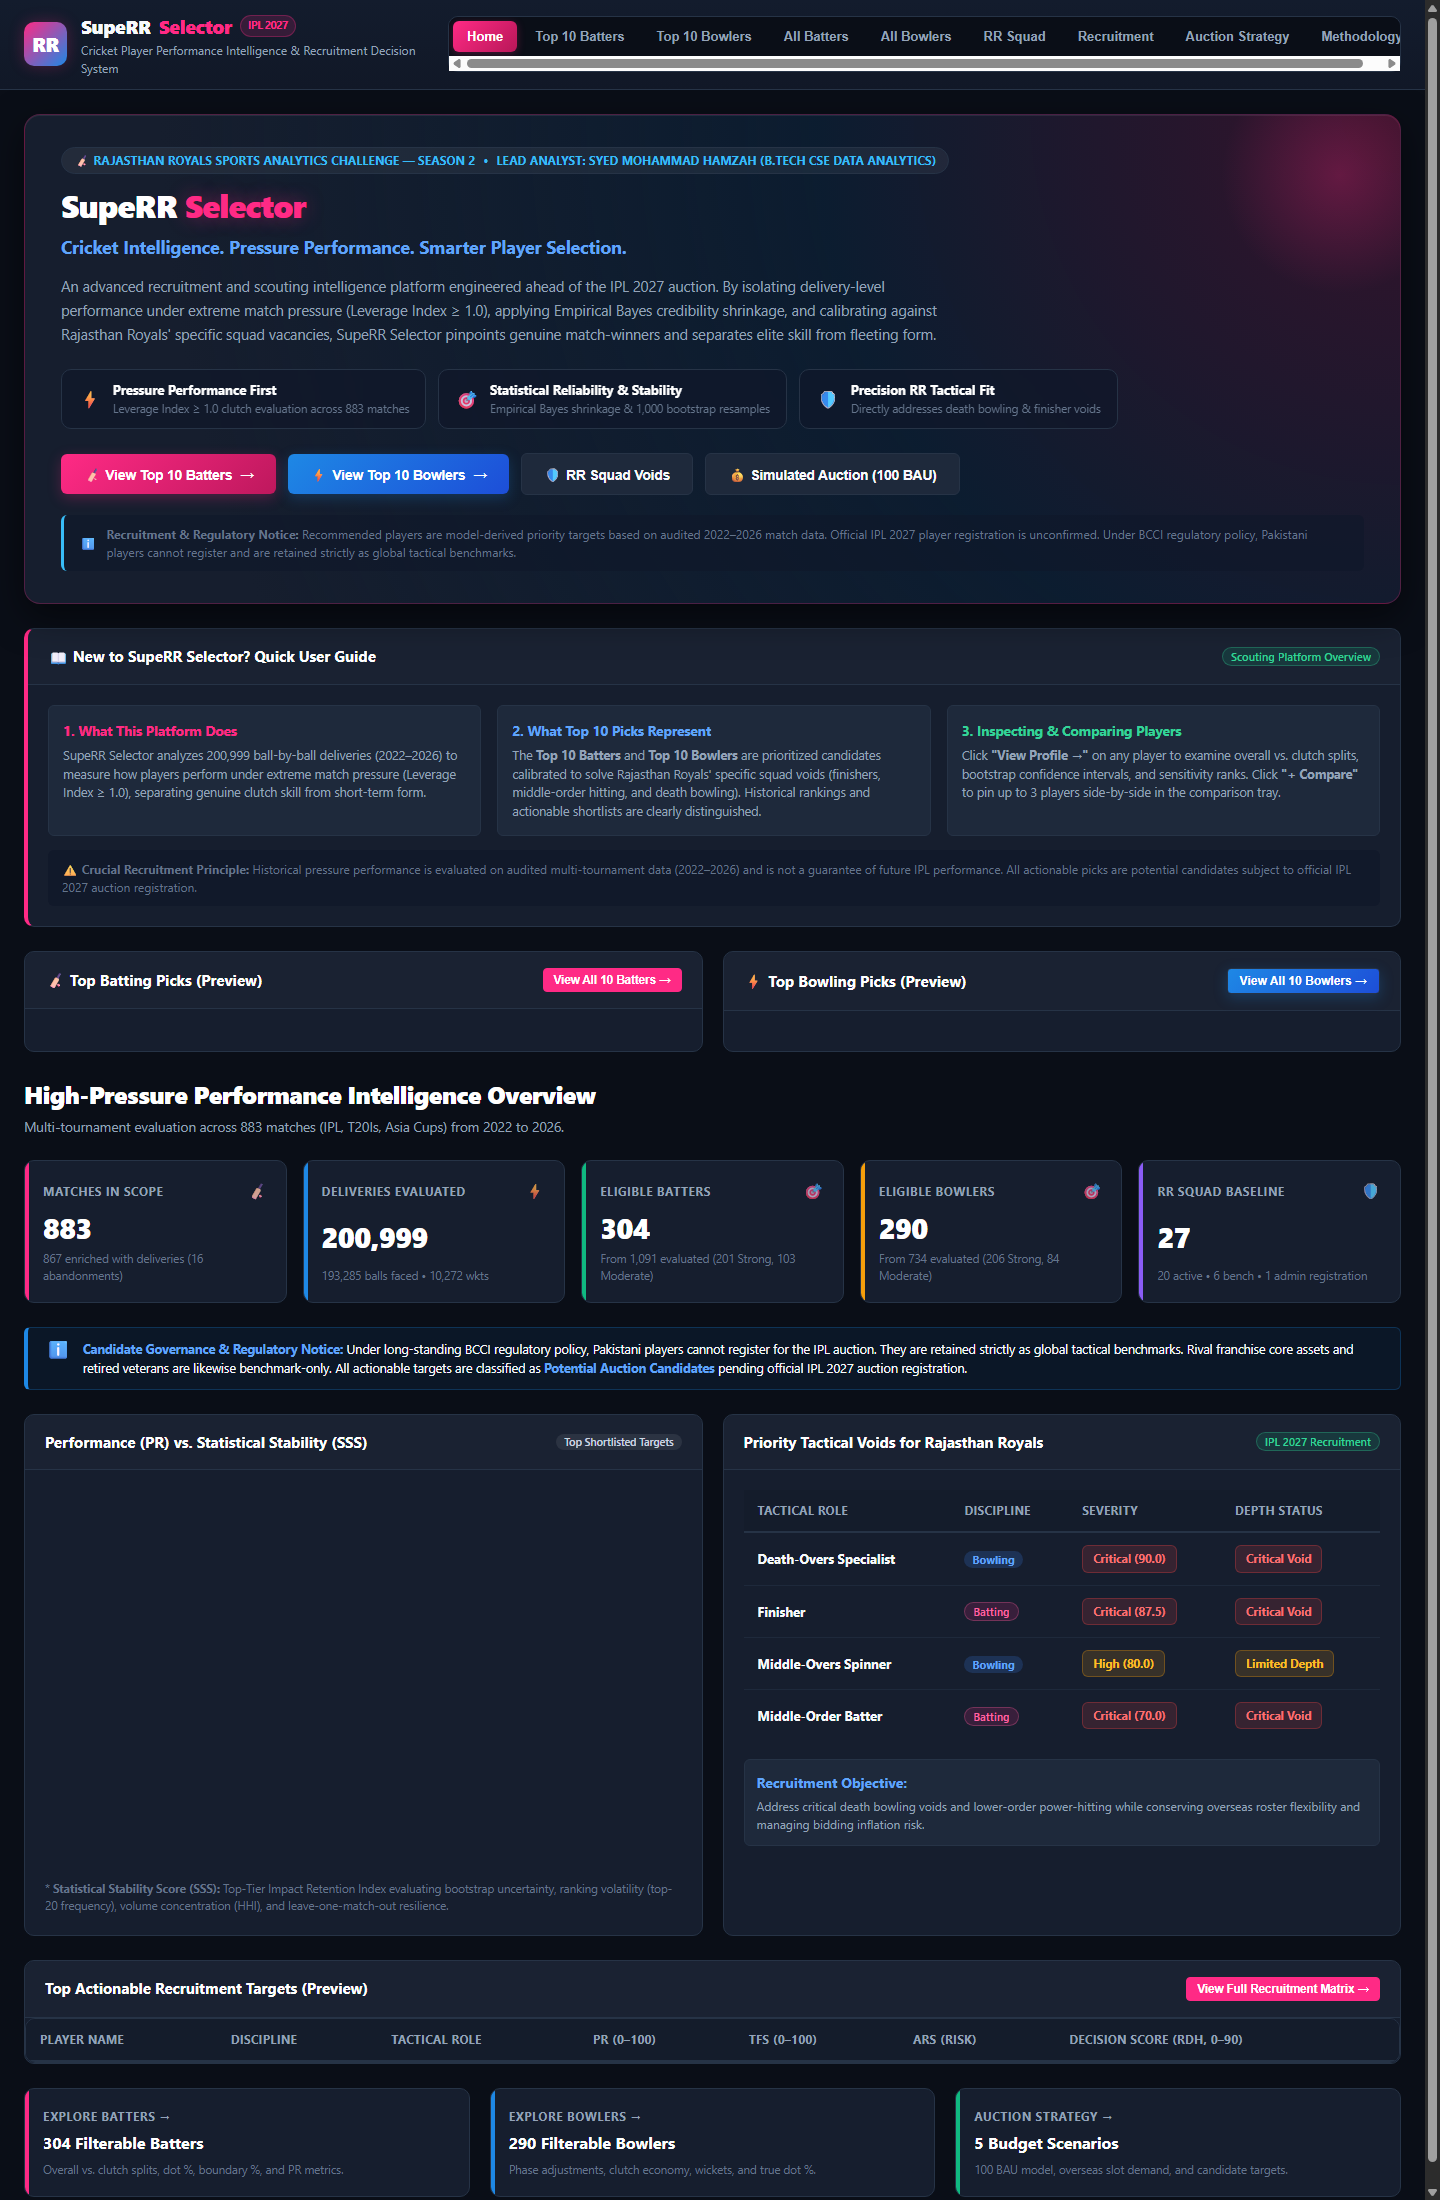 RR
SupeRR Selector IPL 2027
Cricket Player Performance Intelligence & Recruitment Decision
System
Home
Top 10 Batters
Top 10 Bowlers
All Batters
All Bowlers
RR Squad
Recruitment
Auction Strategy
Methodology
RAJASTHAN ROYALS SPORTS ANALYTICS CHALLENGE — SEASON 2 • LEAD ANALYST: SYED MOHAMMAD HAMZAH (B.TECH CSE DATA ANALYTICS)
SupeRR Selector
Cricket Intelligence. Pressure Performance. Smarter Player Selection.
An advanced recruitment and scouting intelligence platform engineered ahead of the IPL 2027 auction. By isolating delivery-level
performance under extreme match pressure (Leverage Index ≥ 1.0), applying Empirical Bayes credibility shrinkage, and calibrating against
Rajasthan Royals' specific squad vacancies, SupeRR Selector pinpoints genuine match-winners and separates elite skill from fleeting form.
Pressure Performance First
Leverage Index ≥ 1.0 clutch evaluation across 883 matches
Statistical Reliability & Stability
Empirical Bayes shrinkage & 1,000 bootstrap resamples
Precision RR Tactical Fit
Directly addresses death bowling & finisher voids
View Top 10 Batters →
View Top 10 Bowlers →
RR Squad Voids
Simulated Auction (100 BAU)
Recruitment & Regulatory Notice: Recommended players are model-derived priority targets based on audited 2022–2026 match data. Official IPL 2027 player registration is unconfirmed. Under BCCI regulatory policy, Pakistani
players cannot register and are retained strictly as global tactical benchmarks.
New to SupeRR Selector? Quick User Guide
Scouting Platform Overview
1. What This Platform Does
SupeRR Selector analyzes 200,999 ball-by-ball deliveries (2022–2026) to
measure how players perform under extreme match pressure (Leverage
Index ≥ 1.0), separating genuine clutch skill from short-term form.
2. What Top 10 Picks Represent
The Top 10 Batters and Top 10 Bowlers are prioritized candidates
calibrated to solve Rajasthan Royals' specific squad voids (finishers,
middle-order hitting, and death bowling). Historical rankings and
actionable shortlists are clearly distinguished.
3. Inspecting & Comparing Players
Click "View Profile →" on any player to examine overall vs. clutch splits,
bootstrap confidence intervals, and sensitivity ranks. Click "+ Compare"
to pin up to 3 players side-by-side in the comparison tray.
Crucial Recruitment Principle: Historical pressure performance is evaluated on audited multi-tournament data (2022–2026) and is not a guarantee of future IPL performance. All actionable picks are potential candidates subject to official IPL
2027 auction registration.
Top Batting Picks (Preview)
View All 10 Batters →
Top Bowling Picks (Preview)
View All 10 Bowlers →
High-Pressure Performance Intelligence Overview
Multi-tournament evaluation across 883 matches (IPL, T20Is, Asia Cups) from 2022 to 2026.
MATCHES IN SCOPE
883
867 enriched with deliveries (16
abandonments)
DELIVERIES EVALUATED
200,999
193,285 balls faced • 10,272 wkts
ELIGIBLE BATTERS
304
From 1,091 evaluated (201 Strong, 103
Moderate)
ELIGIBLE BOWLERS
290
From 734 evaluated (206 Strong, 84
Moderate)
RR SQUAD BASELINE
27
20 active • 6 bench • 1 admin registration
Candidate Governance & Regulatory Notice: Under long-standing BCCI regulatory policy, Pakistani players cannot register for the IPL auction. They are retained strictly as global tactical benchmarks. Rival franchise core assets and
retired veterans are likewise benchmark-only. All actionable targets are classified as Potential Auction Candidates pending official IPL 2027 auction registration.
Performance (PR) vs. Statistical Stability (SSS)
Top Shortlisted Targets
* Statistical Stability Score (SSS): Top-Tier Impact Retention Index evaluating bootstrap uncertainty, ranking volatility (top-
20 frequency), volume concentration (HHI), and leave-one-match-out resilience.
Priority Tactical Voids for Rajasthan Royals
IPL 2027 Recruitment
TACTICAL ROLE DISCIPLINE SEVERITY DEPTH STATUS
Death-Overs Specialist Bowling Critical (90.0) Critical Void
Finisher Batting Critical (87.5) Critical Void
Middle-Overs Spinner Bowling High (80.0) Limited Depth
Middle-Order Batter Batting Critical (70.0) Critical Void
Recruitment Objective:
Address critical death bowling voids and lower-order power-hitting while conserving overseas roster flexibility and
managing bidding inflation risk.
Top Actionable Recruitment Targets (Preview)
View Full Recruitment Matrix →
PLAYER NAME DISCIPLINE TACTICAL ROLE PR (0–100) TFS (0–100) ARS (RISK) DECISION SCORE (RDH, 0–90)
EXPLORE BATTERS →
304 Filterable Batters
Overall vs. clutch splits, dot %, boundary %, and PR metrics.
EXPLORE BOWLERS →
290 Filterable Bowlers
Phase adjustments, clutch economy, wickets, and true dot %.
AUCTION STRATEGY →
5 Budget Scenarios
100 BAU model, overseas slot demand, and candidate targets.